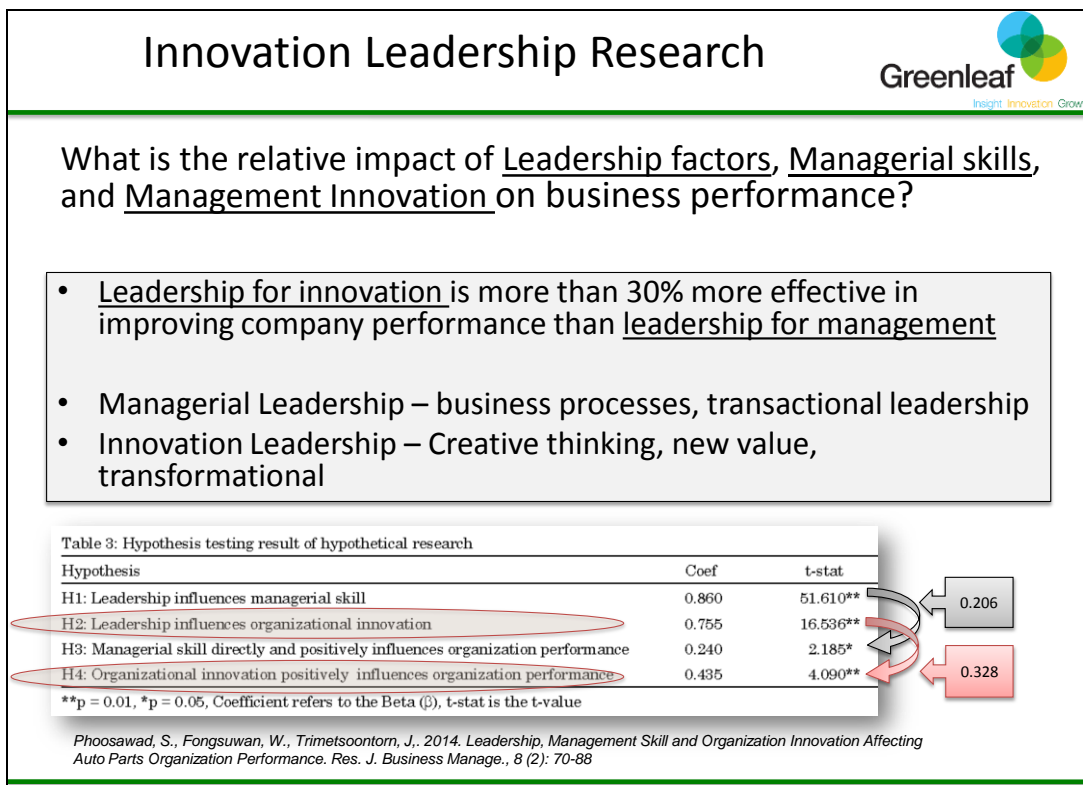 Innovation Leadership Research
Greenleaf
Insight Innovation Grow
What is the relative impact of Leadership factors, Managerial skills,
and Management Innovation on business performance?
• Leadership for innovation is more than 30% more effective in
improving company performance than leadership for management
• Managerial Leadership – business processes, transactional leadership
• Innovation Leadership – Creative thinking, new value,
transformational
Table 3: Hypothesis testing result of hypothetical research
Hypothesis Coef t-stat
H1: Leadership influences managerial skill 0.860 51.610**
H2: Leadership influences organizational innovation 0.755 16.536**
H3: Managerial skill directly and positively influences organization performance 0.240 2.185*
H4: Organizational innovation positively influences organization performance 0.435 4.090**
**p = 0.01, *p = 0.05, Coefficient refers to the Beta (β), t-stat is the t-value
0.206
0.328
Phoosawad, S., Fongsuwan, W., Trimetsoontorn, J,. 2014. Leadership, Management Skill and Organization Innovation Affecting
Auto Parts Organization Performance. Res. J. Business Manage., 8 (2): 70-88